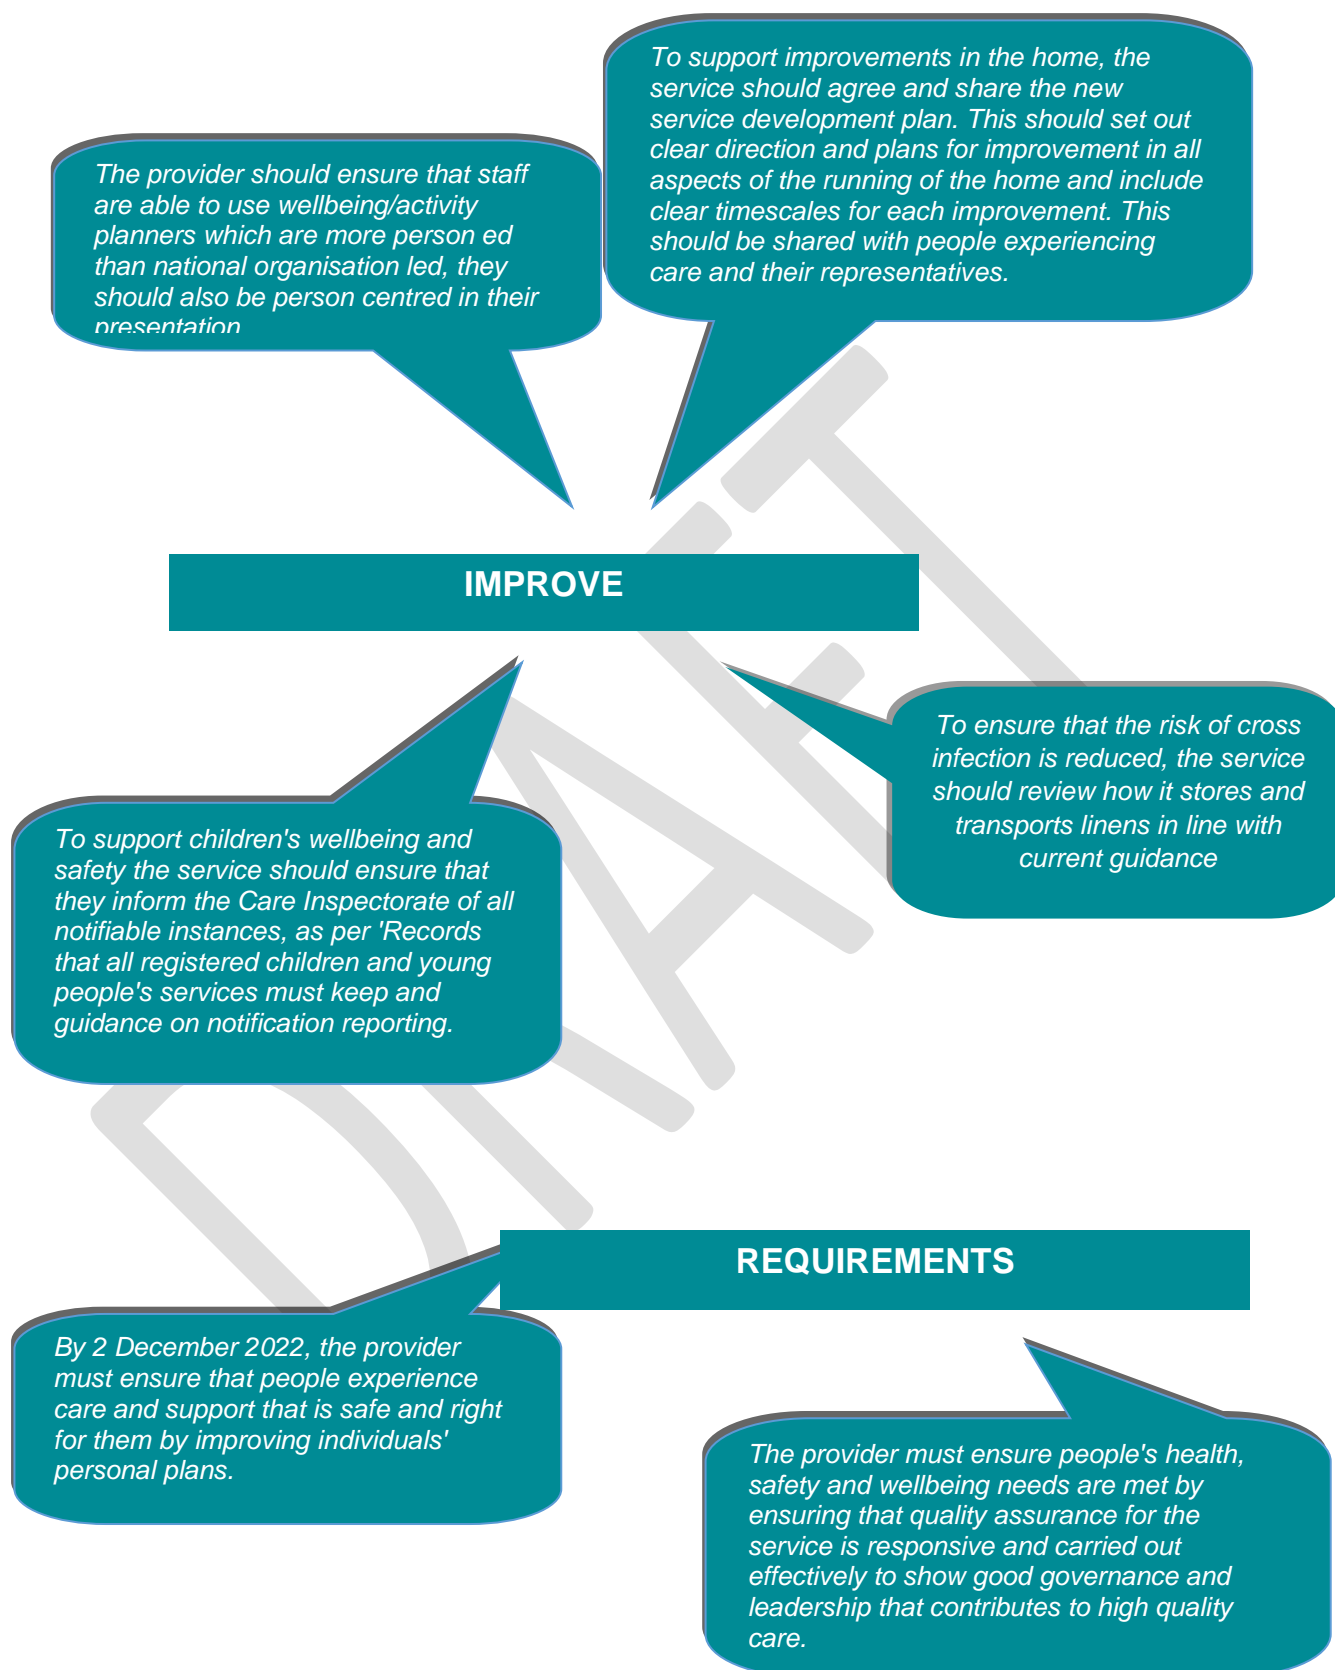 To support improvements in the home, the
service should agree and share the new
service development plan. This should set out
clear direction and plans for improvement in all
aspects of the running of the home and include
clear timescales for each improvement. This
should be shared with people experiencing
care and their representatives.
The provider should ensure that staff
are able to use wellbeing/activity
planners which are more person ed
than national organisation led, they
should also be person centred in their
presentation
IMPROVE
To ensure that the risk of cross
infection is reduced, the service
should review how it stores and
transports linens in line with
current guidance
To support children's wellbeing and
safety the service should ensure that
they inform the Care Inspectorate of all
notifiable instances, as per 'Records
that all registered children and young
people's services must keep and
guidance on notification reporting.
REQUIREMENTS
By 2 December 2022, the provider
must ensure that people experience
care and support that is safe and right
for them by improving individuals'
personal plans.
The provider must ensure people's health,
safety and wellbeing needs are met by
ensuring that quality assurance for the
service is responsive and carried out
effectively to show good governance and
leadership that contributes to high quality
care.
DRAFT